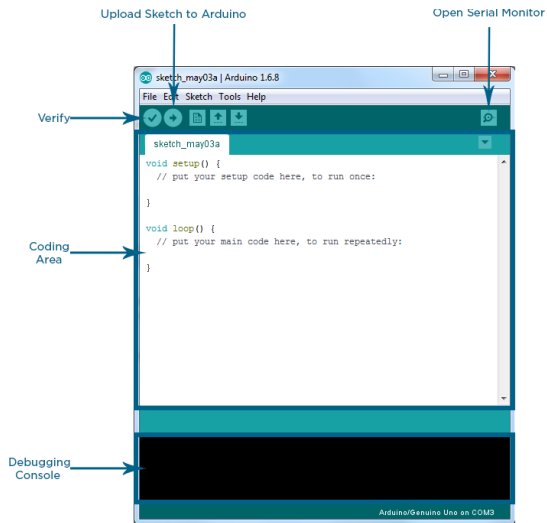 Upload Sketch to Arduino
Open Serial Monitor
sketch_may03a | Arduino 1.6.8
File Edit Sketch Tools Help
Verify
sketch_may03a
void setup() {
// put your setup code here, to run once:
}
void loop() {
// put your main code here, to run repeatedly:
}
Coding
Area
Debugging
Console
Arduino/Genuino Uno on COM3